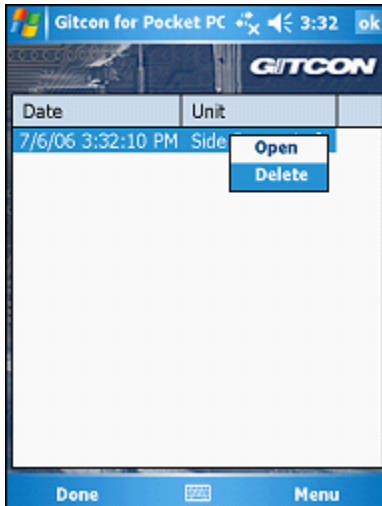 Gitcon for Pocket PC 3:32 ok
GITCON
Date Unit
7/6/06 3:32:10 PM Side
Open
Delete
Done Menu